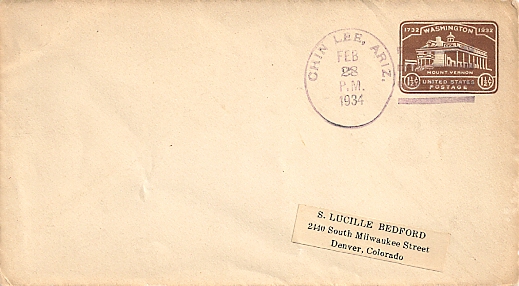 CHIN LEE, ARIZ.
FEB
28
P.M.
1934
1732 WASHINGTON 1932
MOUNT VERNON
UNITED STATES
1½¢ POSTAGE 1½¢
S. LUCILLE BEDFORD
2140 South Milwaukee Street
Denver, Colorado